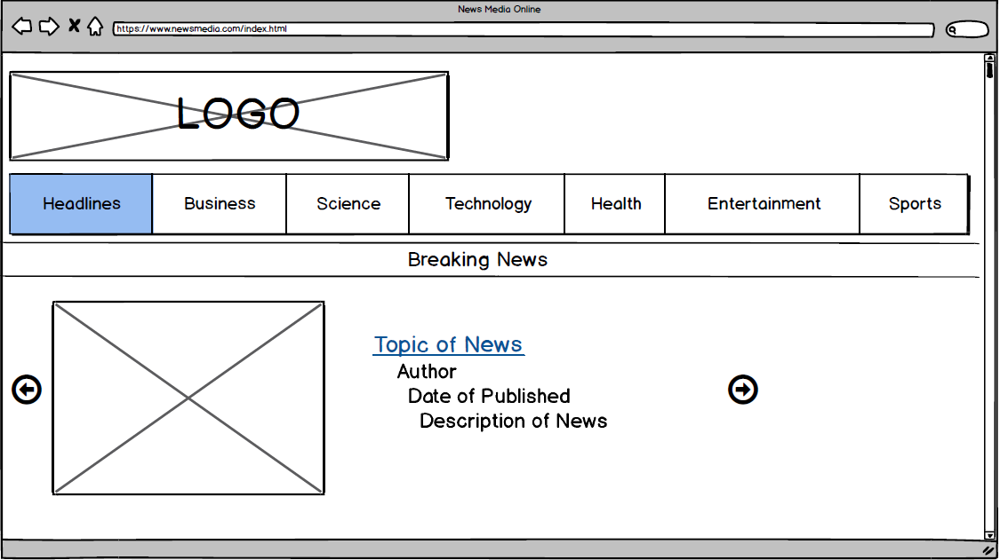 News Media Online
https://www.newsmedia.com/index.html
LOGO
Headlines Business Science Technology Health Entertainment Sports
Breaking News
Topic of News
Author
Date of Published
Description of News